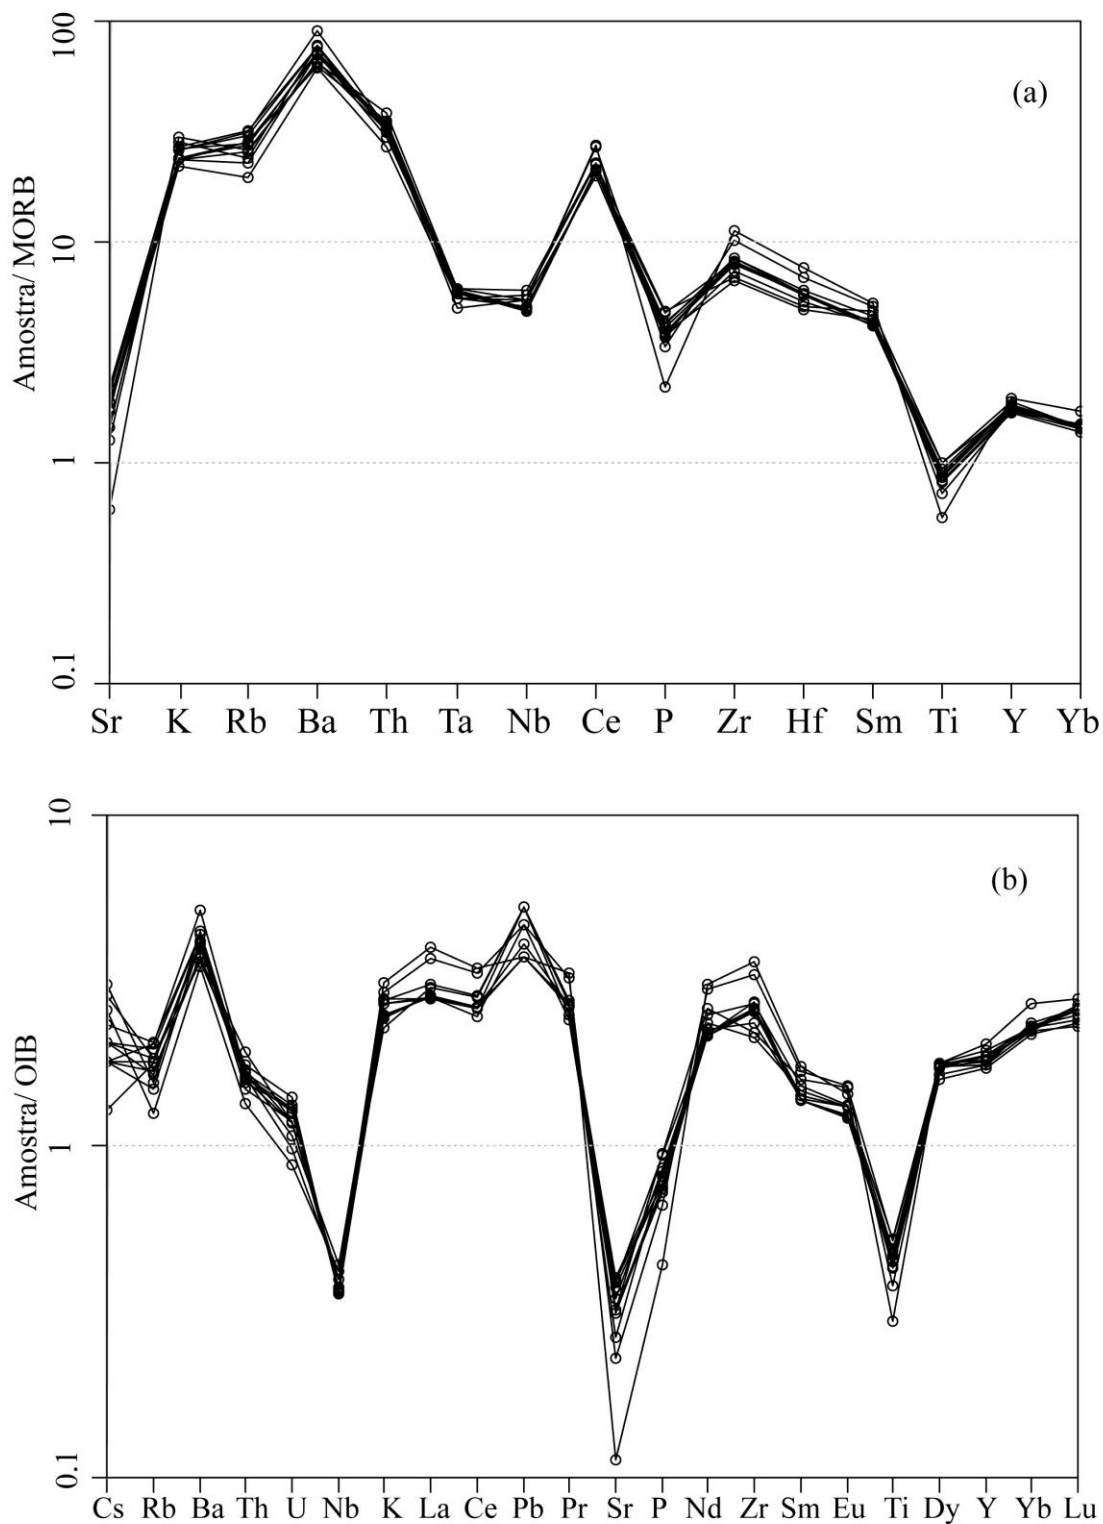 100
(a)
10
Amostra/ MORB
1
0.1
Sr K Rb Ba Th Ta Nb Ce P Zr Hf Sm Ti Y Yb
10
(b)
1
Amostra/ OIB
0.1
Cs Rb Ba Th U Nb K La Ce Pb Pr Sr P Nd Zr Sm Eu Ti Dy Y Yb Lu